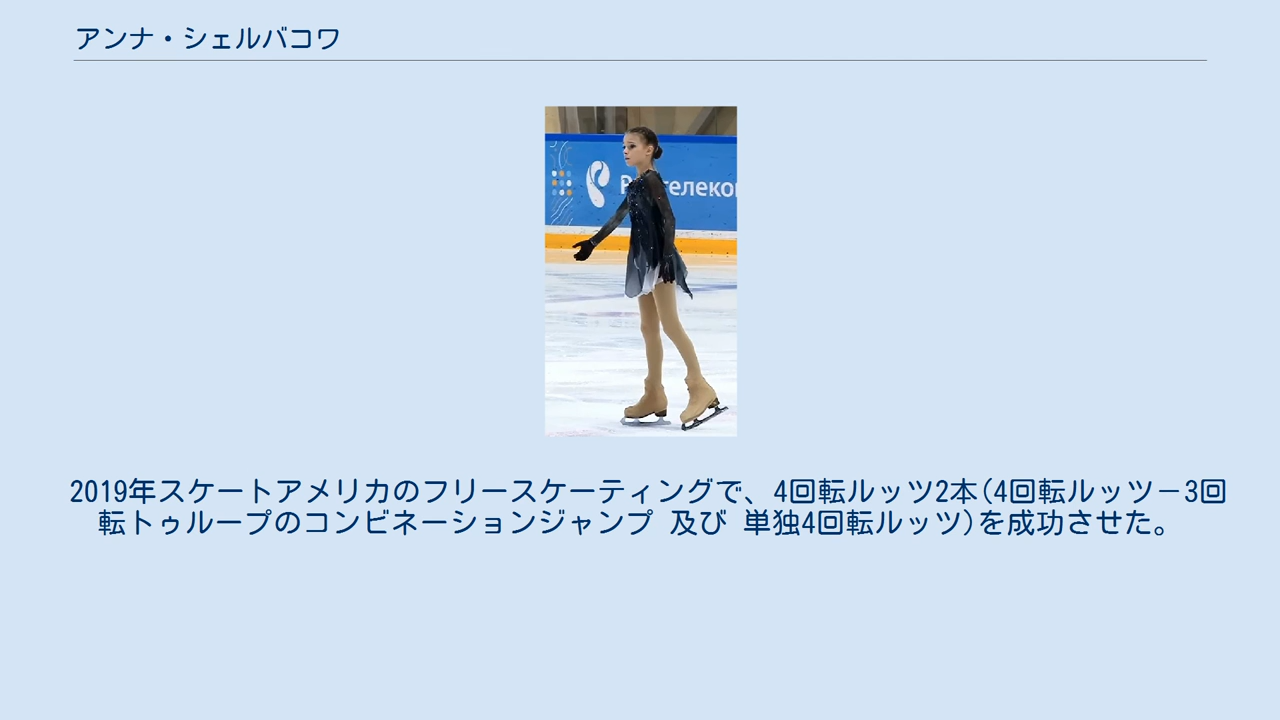 アンナ・シェルバコワ
Ростелеко
2019年スケートアメリカのフリースケーティングで、4回転ルッツ2本(4回転ルッツ－3回
転トゥループのコンビネーションジャンプ 及び 単独4回転ルッツ)を成功させた。